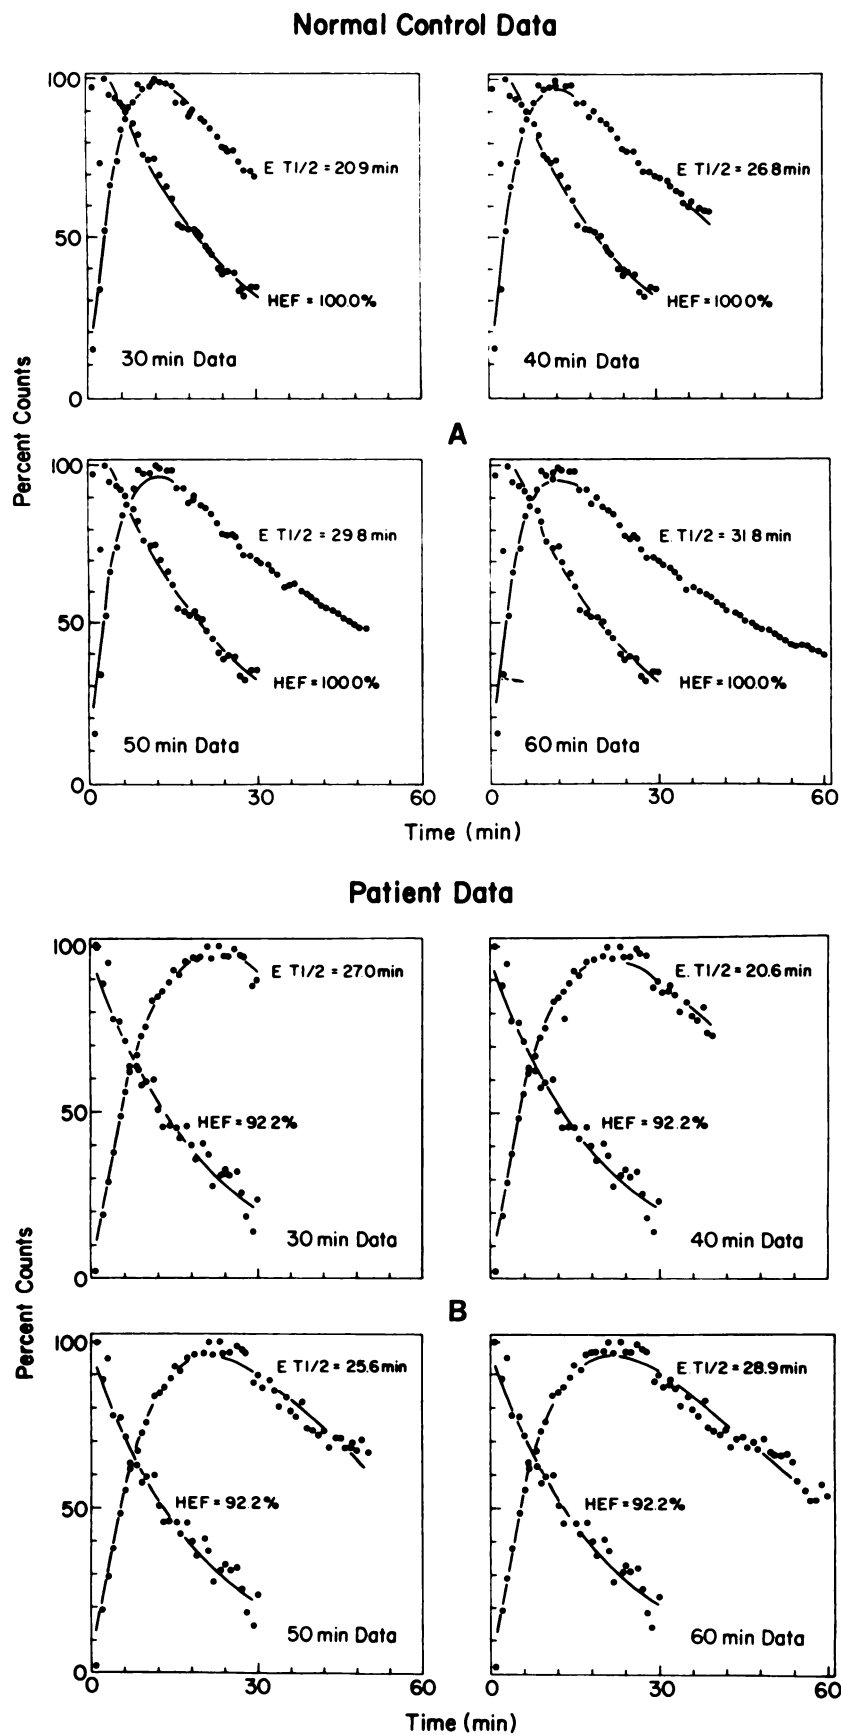 Normal Control Data
100
50
0
E T1/2 = 20.9 min
HEF = 100.0%
30 min Data
E T1/2 = 26.8 min
HEF = 100.0%
40 min Data
Percent Counts
A
100
50
0
E. T1/2 = 29.8 min
HEF = 100.0%
50 min Data
0 30 60
E. T1/2 = 31.8 min
HEF = 100.0%
60 min Data
0 30 60
Time (min)
Patient Data
100
50
0
E T1/2 = 27.0 min
HEF = 92.2%
30 min Data
E. T1/2 = 20.6 min
HEF = 92.2%
40 min Data
Percent Counts
B
100
50
0
E T1/2 = 25.6 min
HEF = 92.2%
50 min Data
0 30 60
E T1/2 = 28.9 min
HEF = 92.2%
60 min Data
0 30 60
Time (min)